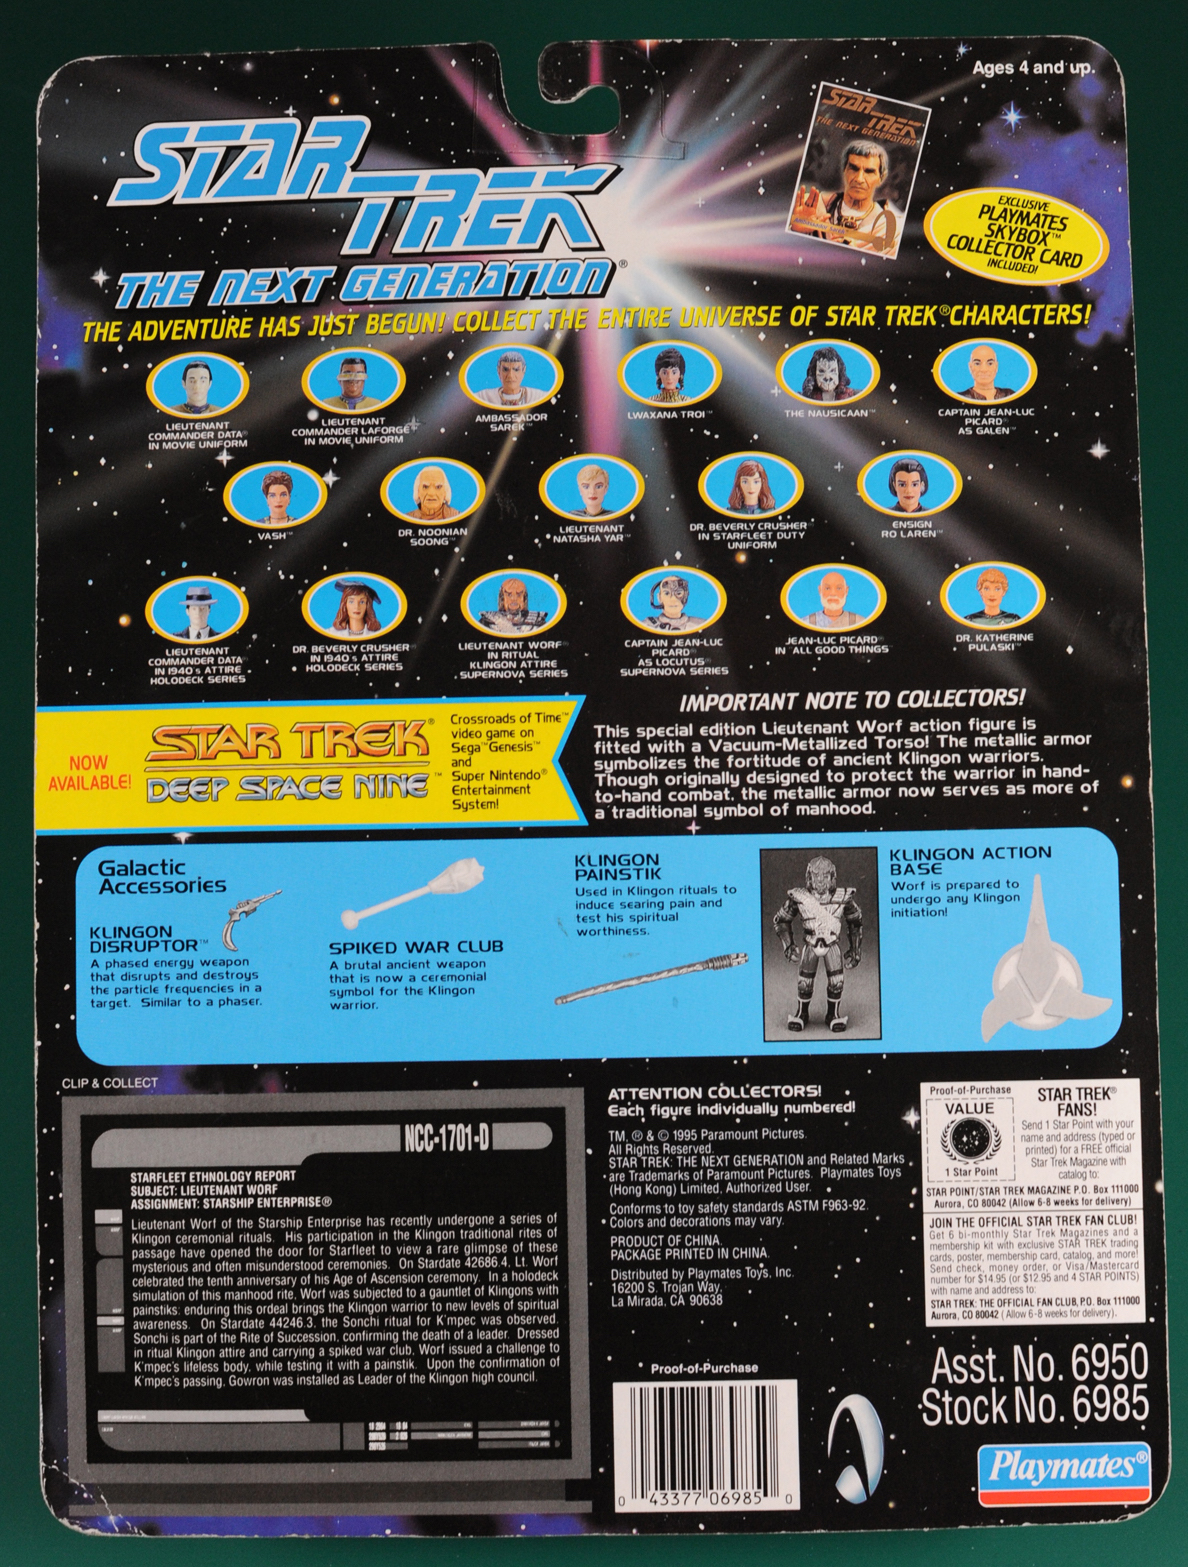 Ages 4 and up.
STAR TREK
THE NEXT GENERATION®
STAR TREK
THE NEXT GENERATION
EXCLUSIVE
PLAYMATES
SKYBOX™
COLLECTOR CARD
INCLUDED!
THE ADVENTURE HAS JUST BEGUN! COLLECT THE ENTIRE UNIVERSE OF STAR TREK® CHARACTERS!
LIEUTENANT
COMMANDER DATA™
IN MOVIE UNIFORM
LIEUTENANT
COMMANDER LAFORGE™
IN MOVIE UNIFORM
AMBASSADOR
SAREK™
LWAXANA TROI™
THE NAUSICAAN™
CAPTAIN JEAN-LUC
PICARD®
AS GALEN™
VASH™
DR. NOONIAN
SOONG™
LIEUTENANT
NATASHA YAR™
DR. BEVERLY CRUSHER™
IN STARFLEET DUTY
UNIFORM
ENSIGN
RO LAREN™
LIEUTENANT
COMMANDER DATA™
IN 1940's ATTIRE
HOLODECK SERIES
DR. BEVERLY CRUSHER™
IN 1940's ATTIRE
HOLODECK SERIES
LIEUTENANT WORF®
IN RITUAL
KLINGON ATTIRE
SUPERNOVA SERIES
CAPTAIN JEAN-LUC
PICARD®
AS LOCUTUS®
SUPERNOVA SERIES
JEAN-LUC PICARD®
IN "ALL GOOD THINGS"
DR. KATHERINE
PULASKI™
NOW
AVAILABLE!
STAR TREK®
DEEP SPACE NINE™
Crossroads of Time™
video game on
Sega™ Genesis™
and
Super Nintendo®
Entertainment
System!
IMPORTANT NOTE TO COLLECTORS!
This special edition Lieutenant Worf action figure is
fitted with a Vacuum-Metallized Torso! The metallic armor
symbolizes the fortitude of ancient Klingon warriors.
Though originally designed to protect the warrior in hand-
to-hand combat, the metallic armor now serves as more of
a traditional symbol of manhood.
Galactic
Accessories
KLINGON
DISRUPTOR™
A phased energy weapon
that disrupts and destroys
the particle frequencies in a
target. Similar to a phaser.
SPIKED WAR CLUB
A brutal ancient weapon
that is now a ceremonial
symbol for the Klingon
warrior.
KLINGON
PAINSTIK
Used in Klingon rituals to
induce searing pain and
test his spiritual
worthiness.
KLINGON ACTION
BASE
Worf is prepared to
undergo any Klingon
initiation!
CLIP & COLLECT
NCC-1701-D
STARFLEET ETHNOLOGY REPORT
SUBJECT: LIEUTENANT WORF
ASSIGNMENT: STARSHIP ENTERPRISE®
Lieutenant Worf of the Starship Enterprise has recently undergone a series of
Klingon ceremonial rituals. His participation in the Klingon traditional rites of
passage have opened the door for Starfleet to view a rare glimpse of these
mysterious and often misunderstood ceremonies. On Stardate 42686.4, Lt. Worf
celebrated the tenth anniversary of his Age of Ascension ceremony. In a holodeck
simulation of this manhood rite, Worf was subjected to a gauntlet of Klingons with
painstiks: enduring this ordeal brings the Klingon warrior to new levels of spiritual
awareness. On Stardate 44246.3, the Sonchi ritual for K'mpec was observed.
Sonchi is part of the Rite of Succession, confirming the death of a leader. Dressed
in ritual Klingon attire and carrying a spiked war club, Worf issued a challenge to
K'mpec's lifeless body, while testing it with a painstik. Upon the confirmation of
K'mpec's passing, Gowron was installed as Leader of the Klingon high council.
ATTENTION COLLECTORS!
Each figure individually numbered!
TM, ® & © 1995 Paramount Pictures.
All Rights Reserved.
STAR TREK: THE NEXT GENERATION and Related Marks
are Trademarks of Paramount Pictures. Playmates Toys
(Hong Kong) Limited, Authorized User.
Conforms to toy safety standards ASTM F963-92.
Colors and decorations may vary.
PRODUCT OF CHINA.
PACKAGE PRINTED IN CHINA.
Distributed by Playmates Toys, Inc.
16200 S. Trojan Way,
La Mirada, CA 90638
Proof-of-Purchase
VALUE
1 Star Point
STAR TREK®
FANS!
Send 1 Star Point with your
name and address (typed or
printed) for a FREE official
Star Trek Magazine with
catalog to:
STAR POINT/STAR TREK MAGAZINE P.O. Box 111000
Aurora, CO 80042 (Allow 6-8 weeks for delivery)
JOIN THE OFFICIAL STAR TREK FAN CLUB!
Get 6 bi-monthly Star Trek Magazines and a
membership kit with exclusive STAR TREK trading
cards, poster, membership card, catalog, and more!
Send check, money order, or Visa/Mastercard
number for $14.95 (or $12.95 and 4 STAR POINTS)
with name and address to:
STAR TREK: THE OFFICIAL FAN CLUB, P.O. Box 111000
Aurora, CO 80042 ( Allow 6-8 weeks for delivery).
Proof-of-Purchase
0 43377 06985 0
Asst. No. 6950
Stock No. 6985
Playmates®